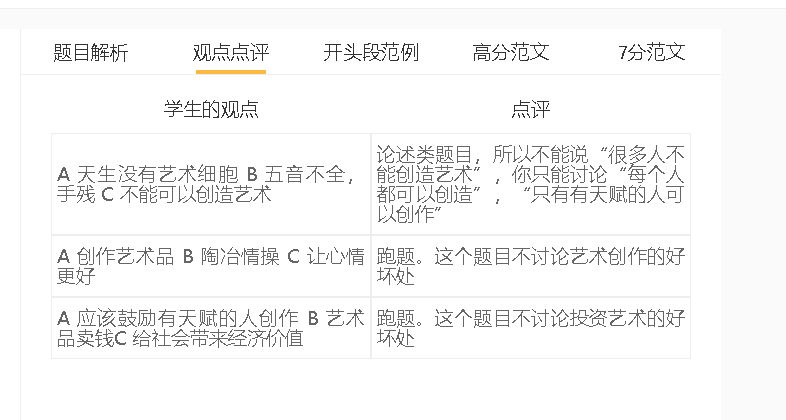 题目解析 观点点评 开头段范例 高分范文 7分范文
学生的观点 点评
A 天生没有艺术细胞 B 五音不全，
手残 C 不能可以创造艺术
论述类题目，所以不能说“很多人不
能创造艺术”，你只能讨论“每个人
都可以创造”，“只有有天赋的人可
以创作”
A 创作艺术品 B 陶冶情操 C 让心情
更好
跑题。这个题目不讨论艺术创作的好
坏处
A 应该鼓励有天赋的人创作 B 艺术
品卖钱C 给社会带来经济价值
跑题。这个题目不讨论投资艺术的好
坏处